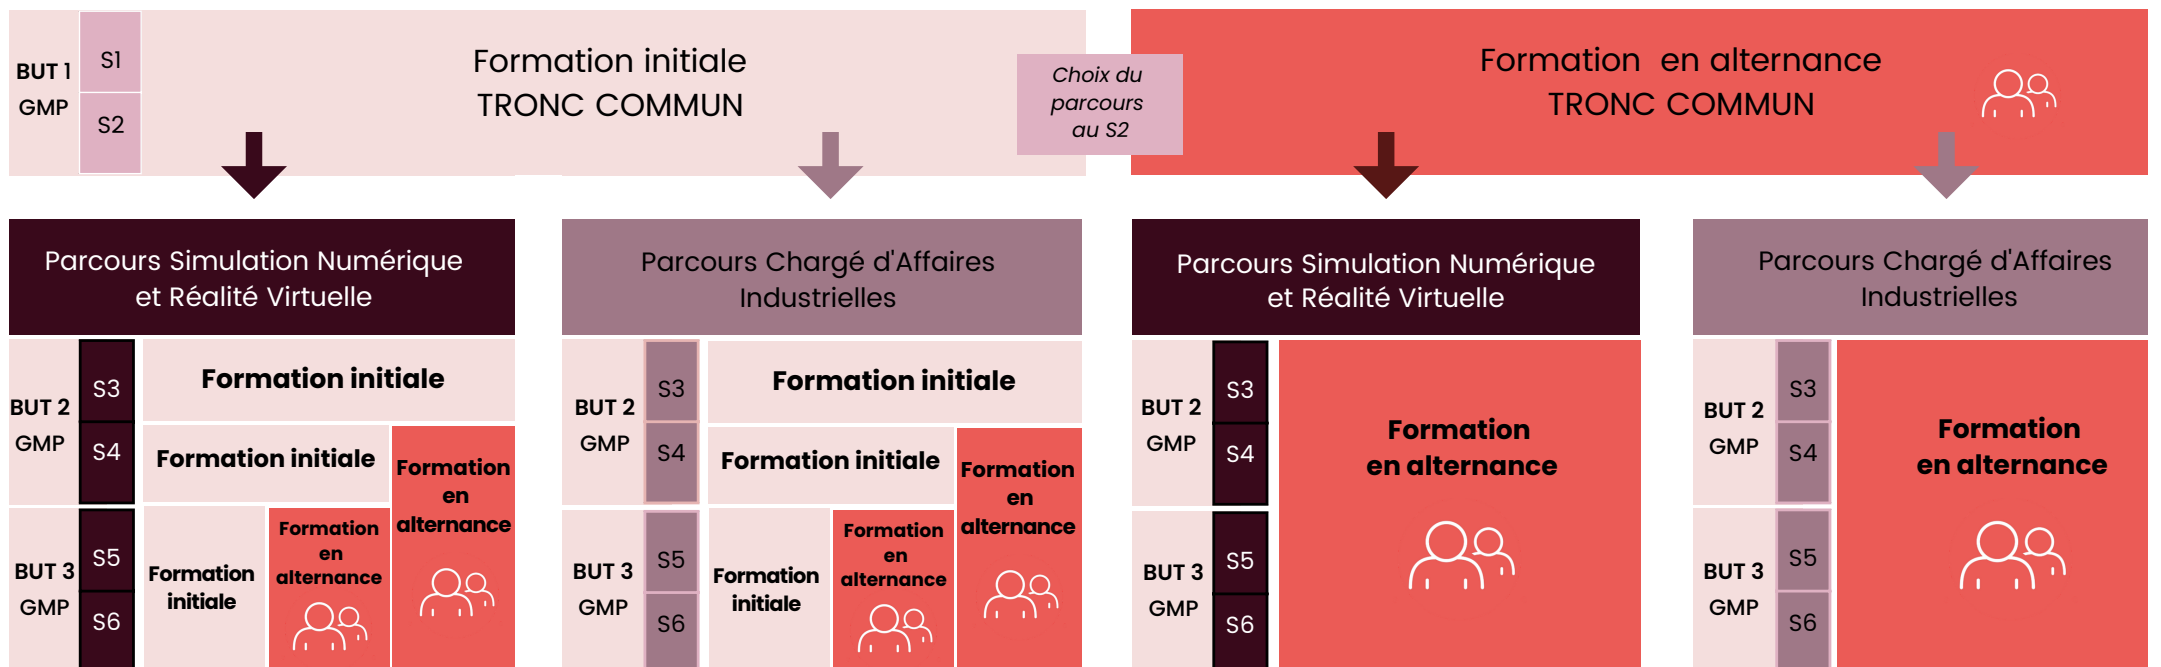 BUT 1
GMP
S1
S2
Formation initiale
TRONC COMMUN
Choix du
parcours
au S2
Formation en alternance
TRONC COMMUN
Parcours Simulation Numérique
et Réalité Virtuelle
BUT 2
GMP
S3
S4
BUT 3
GMP
S5
S6
Formation initiale
Formation initiale
Formation
en
alternance
Formation
initiale
Formation
en
alternance
Parcours Chargé d'Affaires
Industrielles
BUT 2
GMP
S3
S4
BUT 3
GMP
S5
S6
Formation initiale
Formation initiale
Formation
en
alternance
Formation
initiale
Formation
en
alternance
Parcours Simulation Numérique
et Réalité Virtuelle
BUT 2
GMP
S3
S4
BUT 3
GMP
S5
S6
Formation
en alternance
Parcours Chargé d'Affaires
Industrielles
BUT 2
GMP
S3
S4
BUT 3
GMP
S5
S6
Formation
en alternance